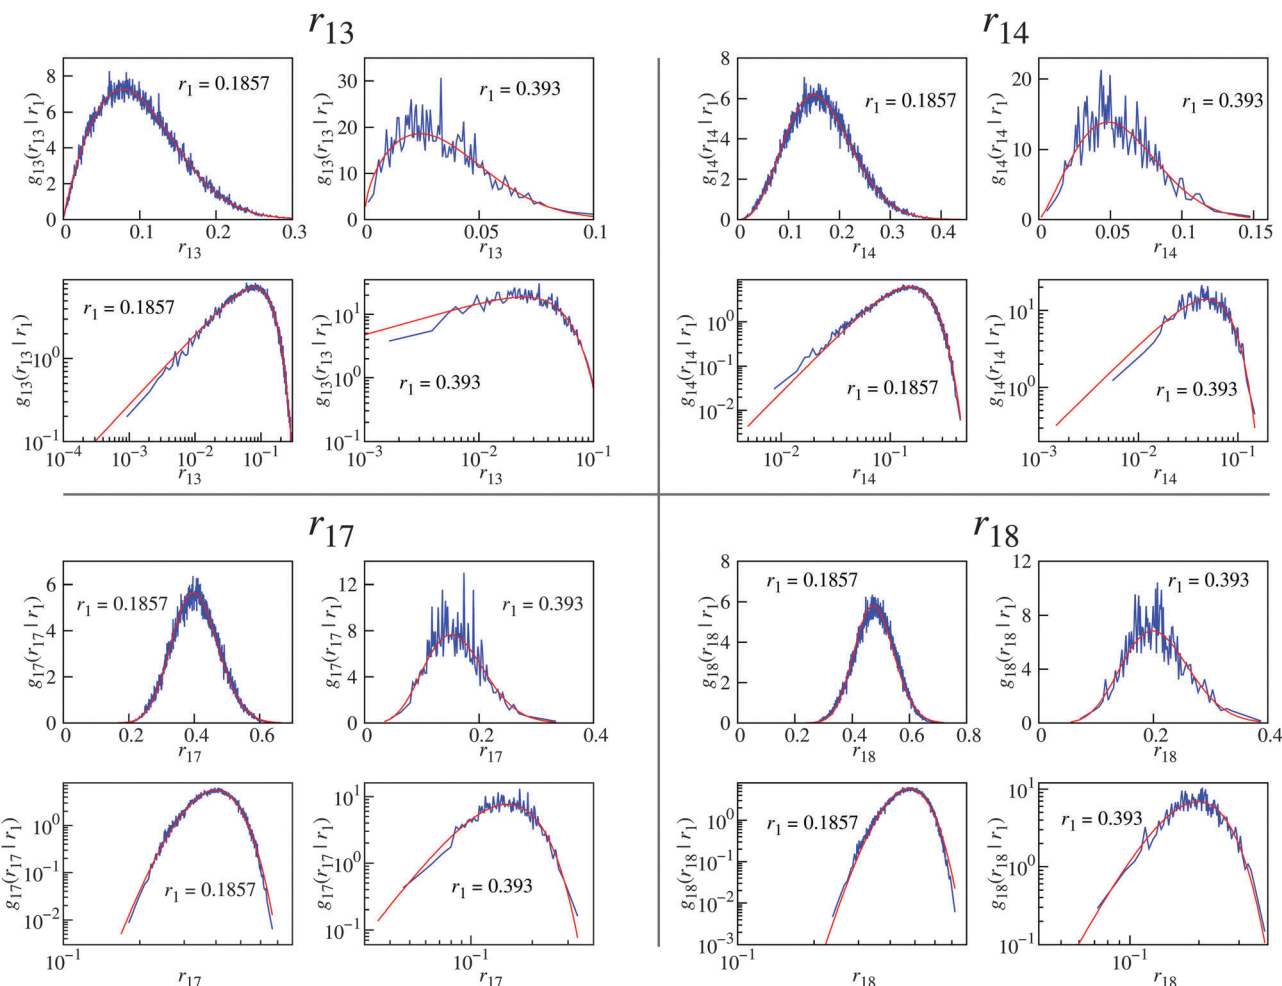 r13
r14
g13(r13 | r1)
8
6
4
2
0
r1 = 0.1857
0
0.1
0.2
0.3
r13
g13(r13 | r1)
30
20
10
0
r1 = 0.393
0
0.05
0.1
r13
g14(r14 | r1)
8
6
4
2
0
r1 = 0.1857
0
0.1
0.2
0.3
0.4
r14
g14(r14 | r1)
20
10
0
r1 = 0.393
0
0.05
0.1
0.15
r14
g13(r13 | r1)
10^0
10^-1
r1 = 0.1857
10^-4
10^-3
10^-2
10^-1
r13
g13(r13 | r1)
10^1
10^0
10^-1
r1 = 0.393
10^-3
10^-2
10^-1
r13
g14(r14 | r1)
10^0
10^-1
10^-2
r1 = 0.1857
10^-2
10^-1
r14
g14(r14 | r1)
10^1
10^0
r1 = 0.393
10^-3
10^-2
10^-1
r14
r17
r18
g17(r17 | r1)
6
4
2
0
r1 = 0.1857
0
0.2
0.4
0.6
r17
g17(r17 | r1)
12
8
4
0
r1 = 0.393
0
0.2
0.4
r17
g18(r18 | r1)
8
6
4
2
0
r1 = 0.1857
0
0.2
0.4
0.6
0.8
r18
g18(r18 | r1)
12
8
4
0
r1 = 0.393
0
0.2
0.4
r18
g17(r17 | r1)
10^0
10^-1
10^-2
r1 = 0.1857
10^-1
r17
g17(r17 | r1)
10^1
10^0
10^-1
r1 = 0.393
10^-1
r17
g18(r18 | r1)
10^0
10^-1
10^-2
10^-3
r1 = 0.1857
10^-1
r18
g18(r18 | r1)
10^1
10^0
10^-1
r1 = 0.393
10^-1
r18